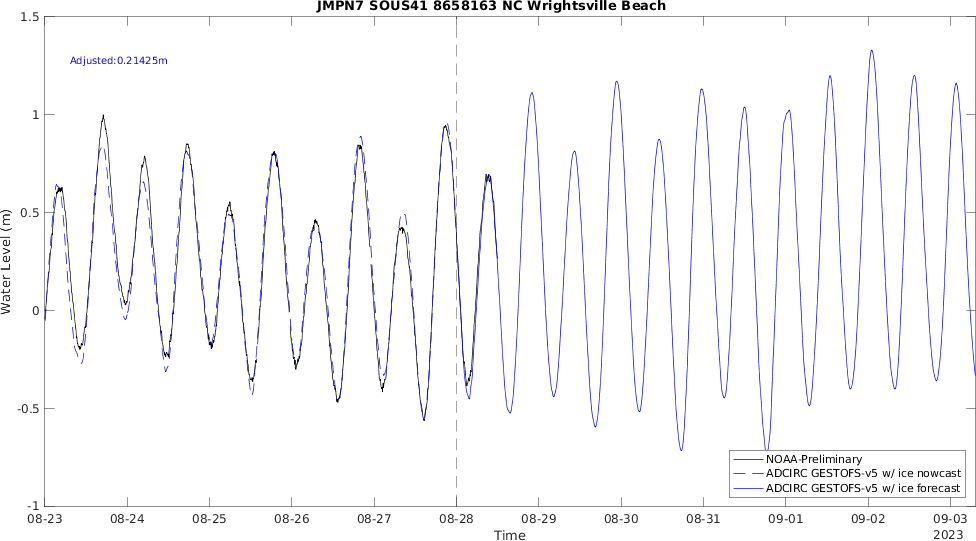 JMPN7 SOUS41 8658163 NC Wrightsville Beach
Adjusted:0.21425m
Water Level (m)
1.5
1
0.5
0
-0.5
-1
NOAA-Preliminary
ADCIRC GESTOFS-v5 w/ ice nowcast
ADCIRC GESTOFS-v5 w/ ice forecast
08-23 08-24 08-25 08-26 08-27 08-28 08-29 08-30 08-31 09-01 09-02 09-03
Time
2023